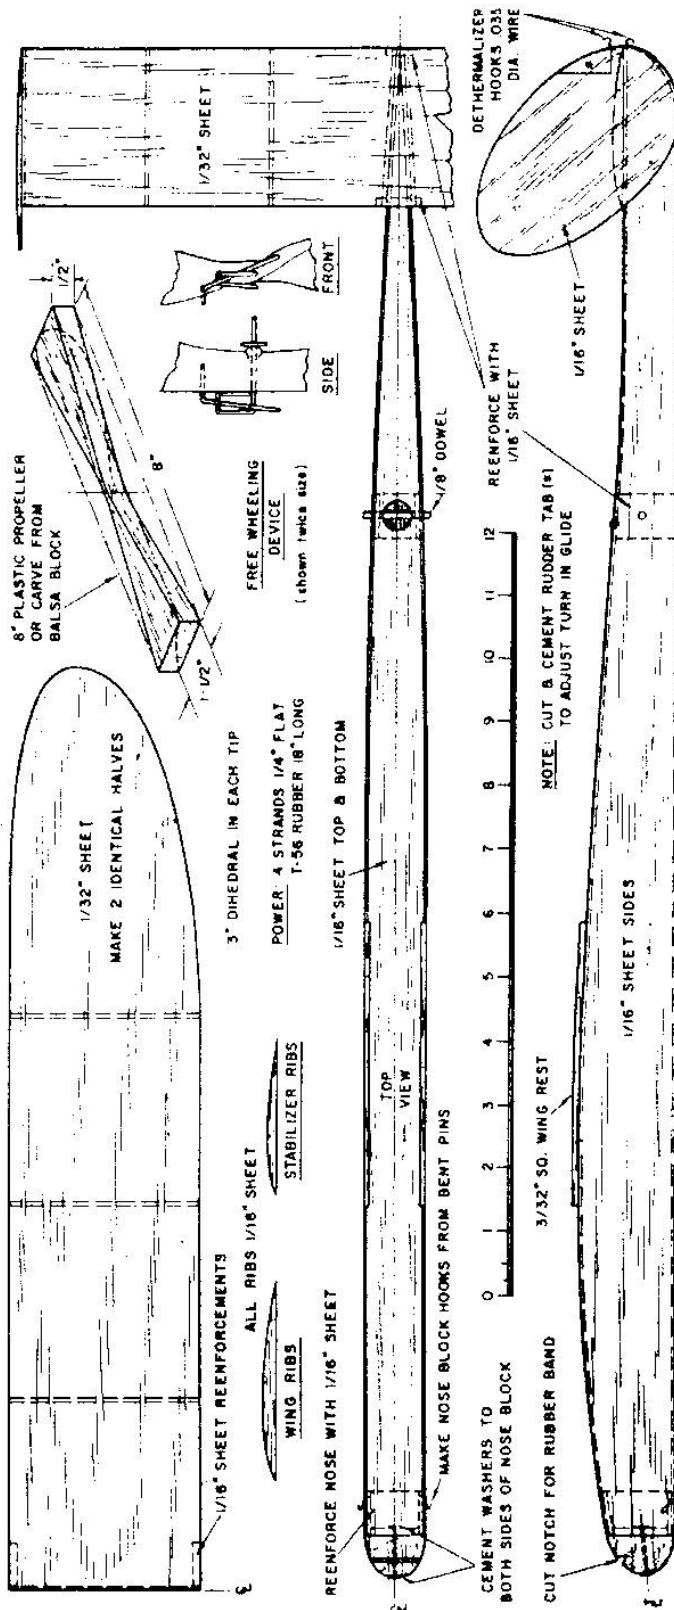 1/32" SHEET
MAKE 2 IDENTICAL HALVES
1/16" SHEET REENFORCEMENTS
ALL RIBS 1/16" SHEET
WING RIBS
STABILIZER RIBS
3" DIHEDRAL IN EACH TIP
POWER: 4 STRANDS 1/4" FLAT
T-56 RUBBER 18" LONG
8" PLASTIC PROPELLER
OR CARVE FROM
BALSA BLOCK
1-1/2"
8"
1/2"
FREE WHEELING
DEVICE
(shown twice size)
SIDE
FRONT
1/32" SHEET
REENFORCE NOSE WITH 1/16" SHEET
1/16" SHEET TOP & BOTTOM
TOP
VIEW
1/8" DOWEL
MAKE NOSE BLOCK HOOKS FROM BENT PINS
CEMENT WASHERS TO
BOTH SIDES OF NOSE BLOCK
REENFORCE WITH
1/16" SHEET
0 1 2 3 4 5 6 7 8 9 10 11 12
DETHERMALIZER
HOOKS .035
DIA. WIRE
NOTE: CUT & CEMENT RUDDER TAB (*)
TO ADJUST TURN IN GLIDE
CUT NOTCH FOR RUBBER BAND
3/32" SQ. WING REST
1/16" SHEET SIDES
1/16" SHEET
*